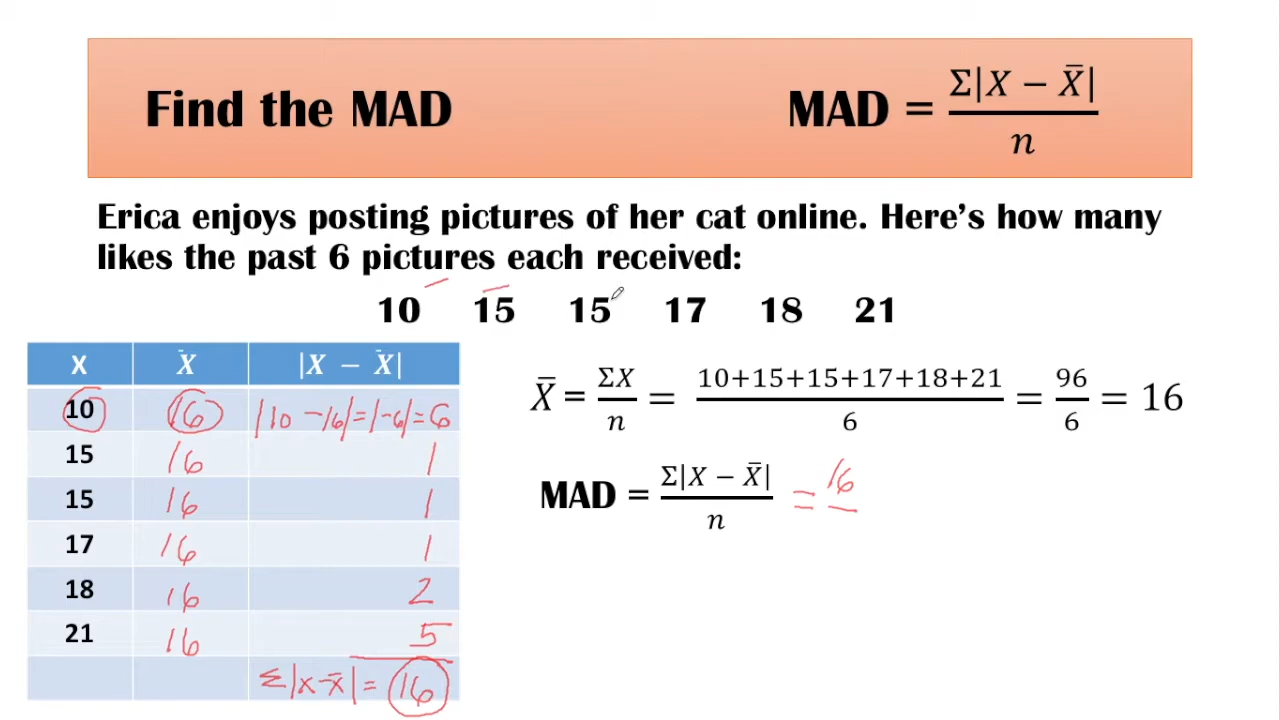 Find the MAD
MAD = Σ|X − X̄| / n
Erica enjoys posting pictures of her cat online. Here's how many
likes the past 6 pictures each received:
10 15 15 17 18 21
X X̄ |X − X̄|
10 16 |10 -16|=|-6|=6
15 16 1
15 16 1
17 16 1
18 16 2
21 16 5
Σ|x-x̄| = 16
X̄ = ΣX / n = 10+15+15+17+18+21 / 6 = 96 / 6 = 16
MAD = Σ|X − X̄| / n = 16